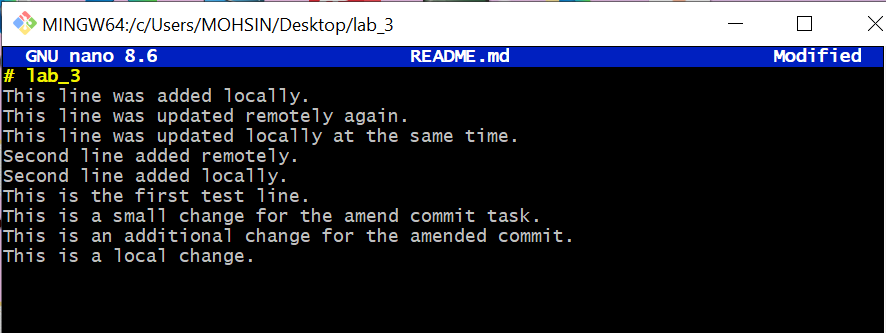 MINGW64:/c/Users/MOHSIN/Desktop/lab_3
GNU nano 8.6 README.md Modified
# lab_3
This line was added locally.
This line was updated remotely again.
This line was updated locally at the same time.
Second line added remotely.
Second line added locally.
This is the first test line.
This is a small change for the amend commit task.
This is an additional change for the amended commit.
This is a local change.